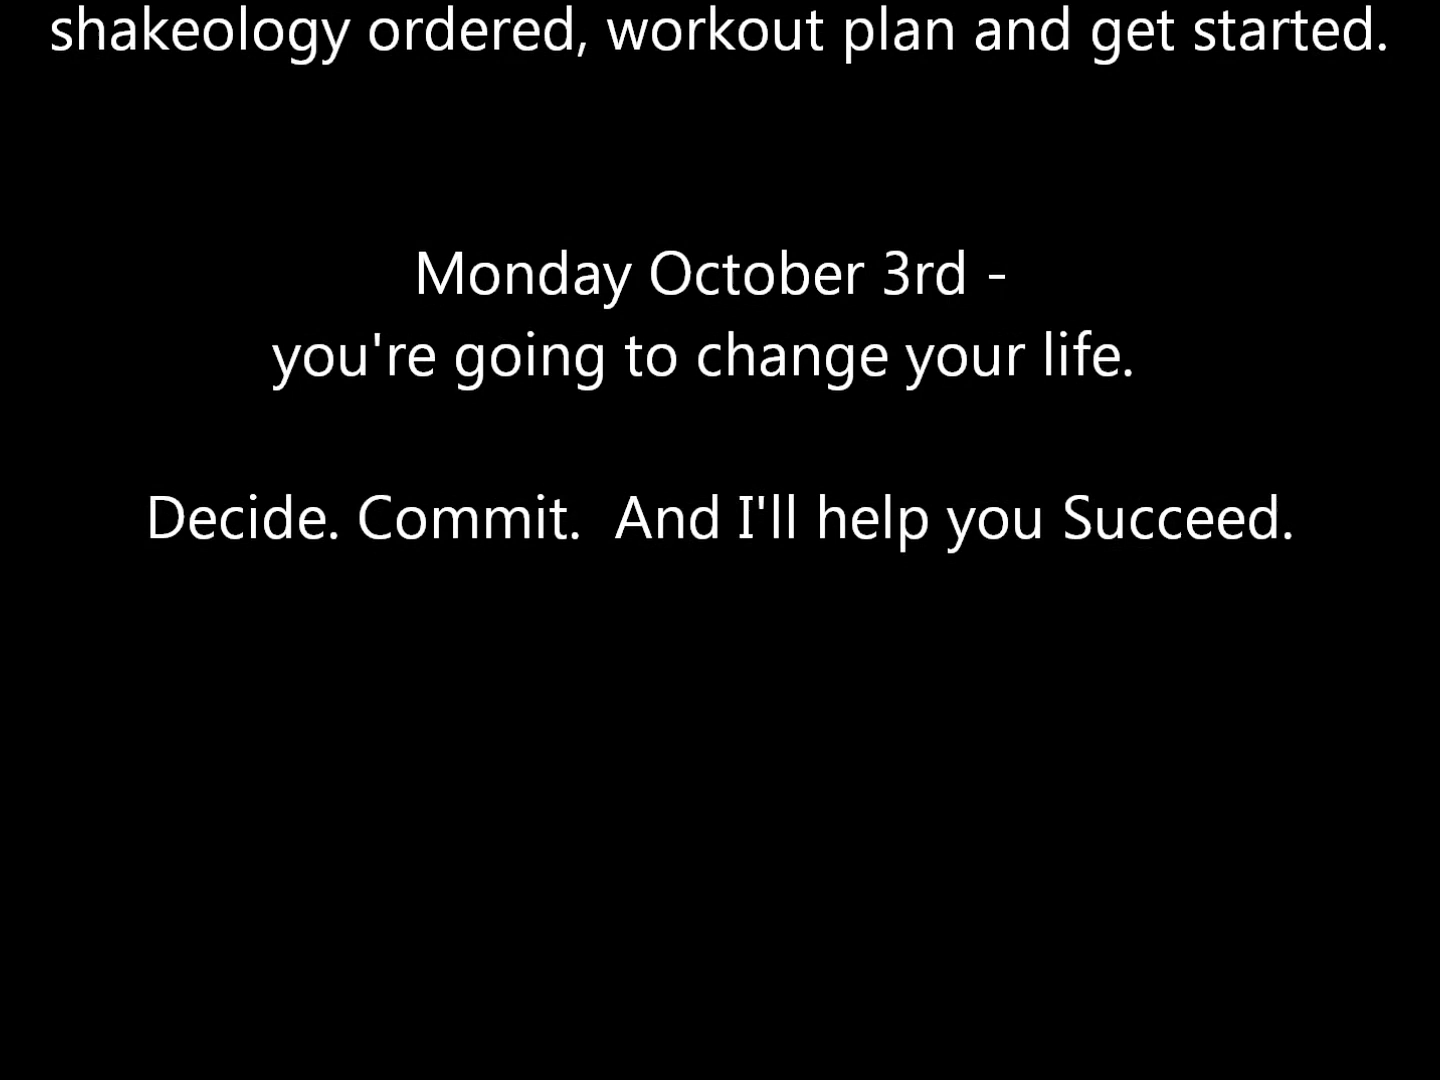 shakeology ordered, workout plan and get started.
Monday October 3rd -
you're going to change your life.
Decide. Commit.  And I'll help you Succeed.